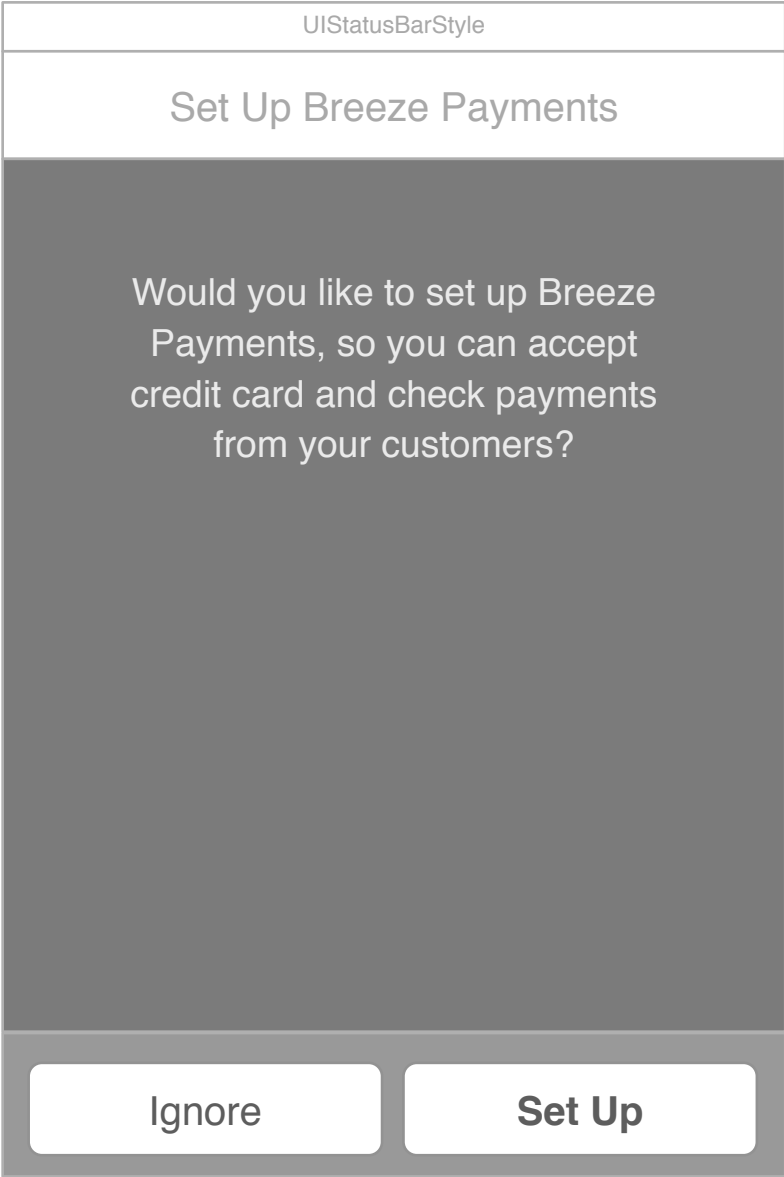 UIStatusBarStyle
Set Up Breeze Payments
Would you like to set up Breeze
Payments, so you can accept
credit card and check payments
from your customers?
Ignore
Set Up